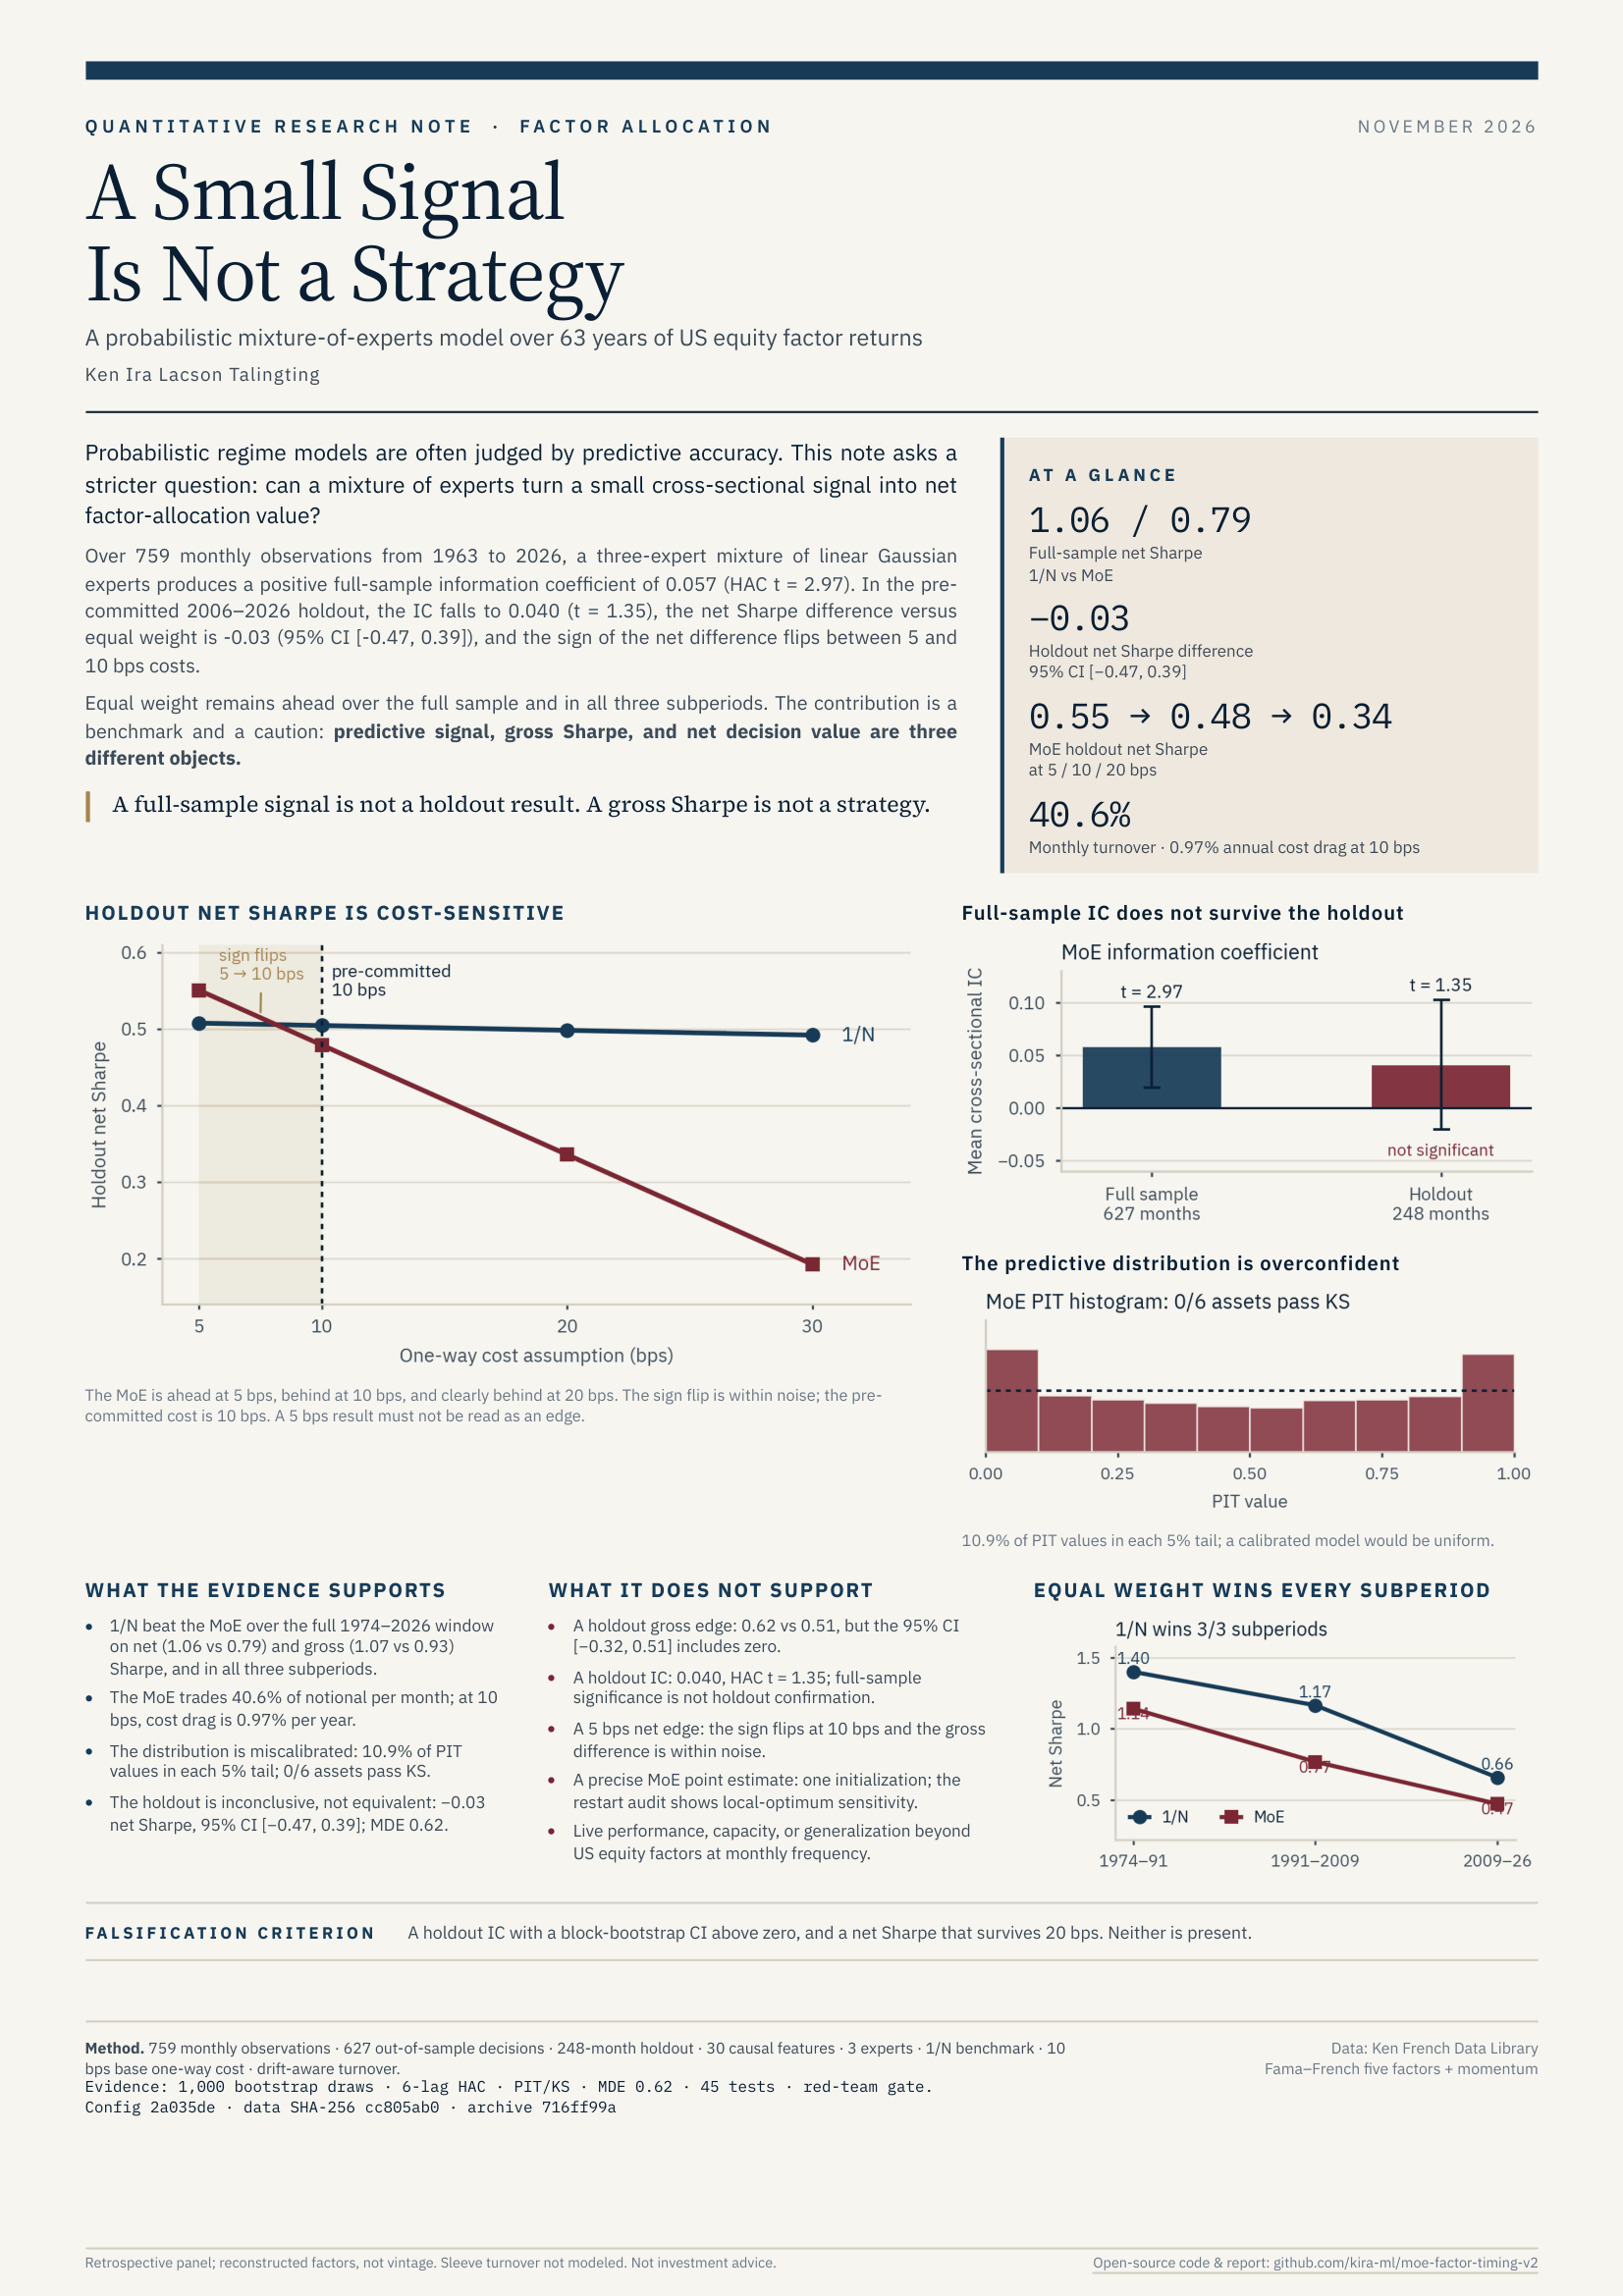 QUANTITATIVE RESEARCH NOTE · FACTOR ALLOCATION
NOVEMBER 2026
A Small Signal
Is Not a Strategy
A probabilistic mixture-of-experts model over 63 years of US equity factor returns
Ken Ira Lacson Talingting
Probabilistic regime models are often judged by predictive accuracy. This note asks a
stricter question: can a mixture of experts turn a small cross-sectional signal into net
factor-allocation value?
Over 759 monthly observations from 1963 to 2026, a three-expert mixture of linear Gaussian
experts produces a positive full-sample information coefficient of 0.057 (HAC t = 2.97). In the pre-
committed 2006–2026 holdout, the IC falls to 0.040 (t = 1.35), the net Sharpe difference versus
equal weight is -0.03 (95% CI [-0.47, 0.39]), and the sign of the net difference flips between 5 and
10 bps costs.
Equal weight remains ahead over the full sample and in all three subperiods. The contribution is a
benchmark and a caution: predictive signal, gross Sharpe, and net decision value are three
different objects.
A full-sample signal is not a holdout result. A gross Sharpe is not a strategy.
AT A GLANCE
1.06 / 0.79
Full-sample net Sharpe
1/N vs MoE
−0.03
Holdout net Sharpe difference
95% CI [−0.47, 0.39]
0.55 → 0.48 → 0.34
MoE holdout net Sharpe
at 5 / 10 / 20 bps
40.6%
Monthly turnover · 0.97% annual cost drag at 10 bps
HOLDOUT NET SHARPE IS COST-SENSITIVE
0.6
0.5
0.4
0.3
0.2
Holdout net Sharpe
sign flips
5 → 10 bps
pre-committed
10 bps
1/N
MoE
5
10
20
30
One-way cost assumption (bps)
The MoE is ahead at 5 bps, behind at 10 bps, and clearly behind at 20 bps. The sign flip is within noise; the pre-
committed cost is 10 bps. A 5 bps result must not be read as an edge.
Full-sample IC does not survive the holdout
MoE information coefficient
Mean cross-sectional IC
0.10
0.05
0.00
−0.05
t = 2.97
t = 1.35
not significant
Full sample
627 months
Holdout
248 months
The predictive distribution is overconfident
MoE PIT histogram: 0/6 assets pass KS
0.00
0.25
0.50
0.75
1.00
PIT value
10.9% of PIT values in each 5% tail; a calibrated model would be uniform.
WHAT THE EVIDENCE SUPPORTS
• 1/N beat the MoE over the full 1974–2026 window
on net (1.06 vs 0.79) and gross (1.07 vs 0.93)
Sharpe, and in all three subperiods.
• The MoE trades 40.6% of notional per month; at 10
bps, cost drag is 0.97% per year.
• The distribution is miscalibrated: 10.9% of PIT
values in each 5% tail; 0/6 assets pass KS.
• The holdout is inconclusive, not equivalent: −0.03
net Sharpe, 95% CI [−0.47, 0.39]; MDE 0.62.
WHAT IT DOES NOT SUPPORT
• A holdout gross edge: 0.62 vs 0.51, but the 95% CI
[−0.32, 0.51] includes zero.
• A holdout IC: 0.040, HAC t = 1.35; full-sample
significance is not holdout confirmation.
• A 5 bps net edge: the sign flips at 10 bps and the gross
difference is within noise.
• A precise MoE point estimate: one initialization; the
restart audit shows local-optimum sensitivity.
• Live performance, capacity, or generalization beyond
US equity factors at monthly frequency.
EQUAL WEIGHT WINS EVERY SUBPERIOD
1/N wins 3/3 subperiods
Net Sharpe
1.5
1.0
0.5
1.40
1.17
0.66
1.14
0.77
0.47
1/N
MoE
1974–91
1991–2009
2009–26
FALSIFICATION CRITERION
A holdout IC with a block-bootstrap CI above zero, and a net Sharpe that survives 20 bps. Neither is present.
Method. 759 monthly observations · 627 out-of-sample decisions · 248-month holdout · 30 causal features · 3 experts · 1/N benchmark · 10
bps base one-way cost · drift-aware turnover.
Evidence: 1,000 bootstrap draws · 6-lag HAC · PIT/KS · MDE 0.62 · 45 tests · red-team gate.
Config 2a035de · data SHA-256 cc805ab0 · archive 716ff99a
Data: Ken French Data Library
Fama–French five factors + momentum
Retrospective panel; reconstructed factors, not vintage. Sleeve turnover not modeled. Not investment advice.
Open-source code & report: github.com/kira-ml/moe-factor-timing-v2